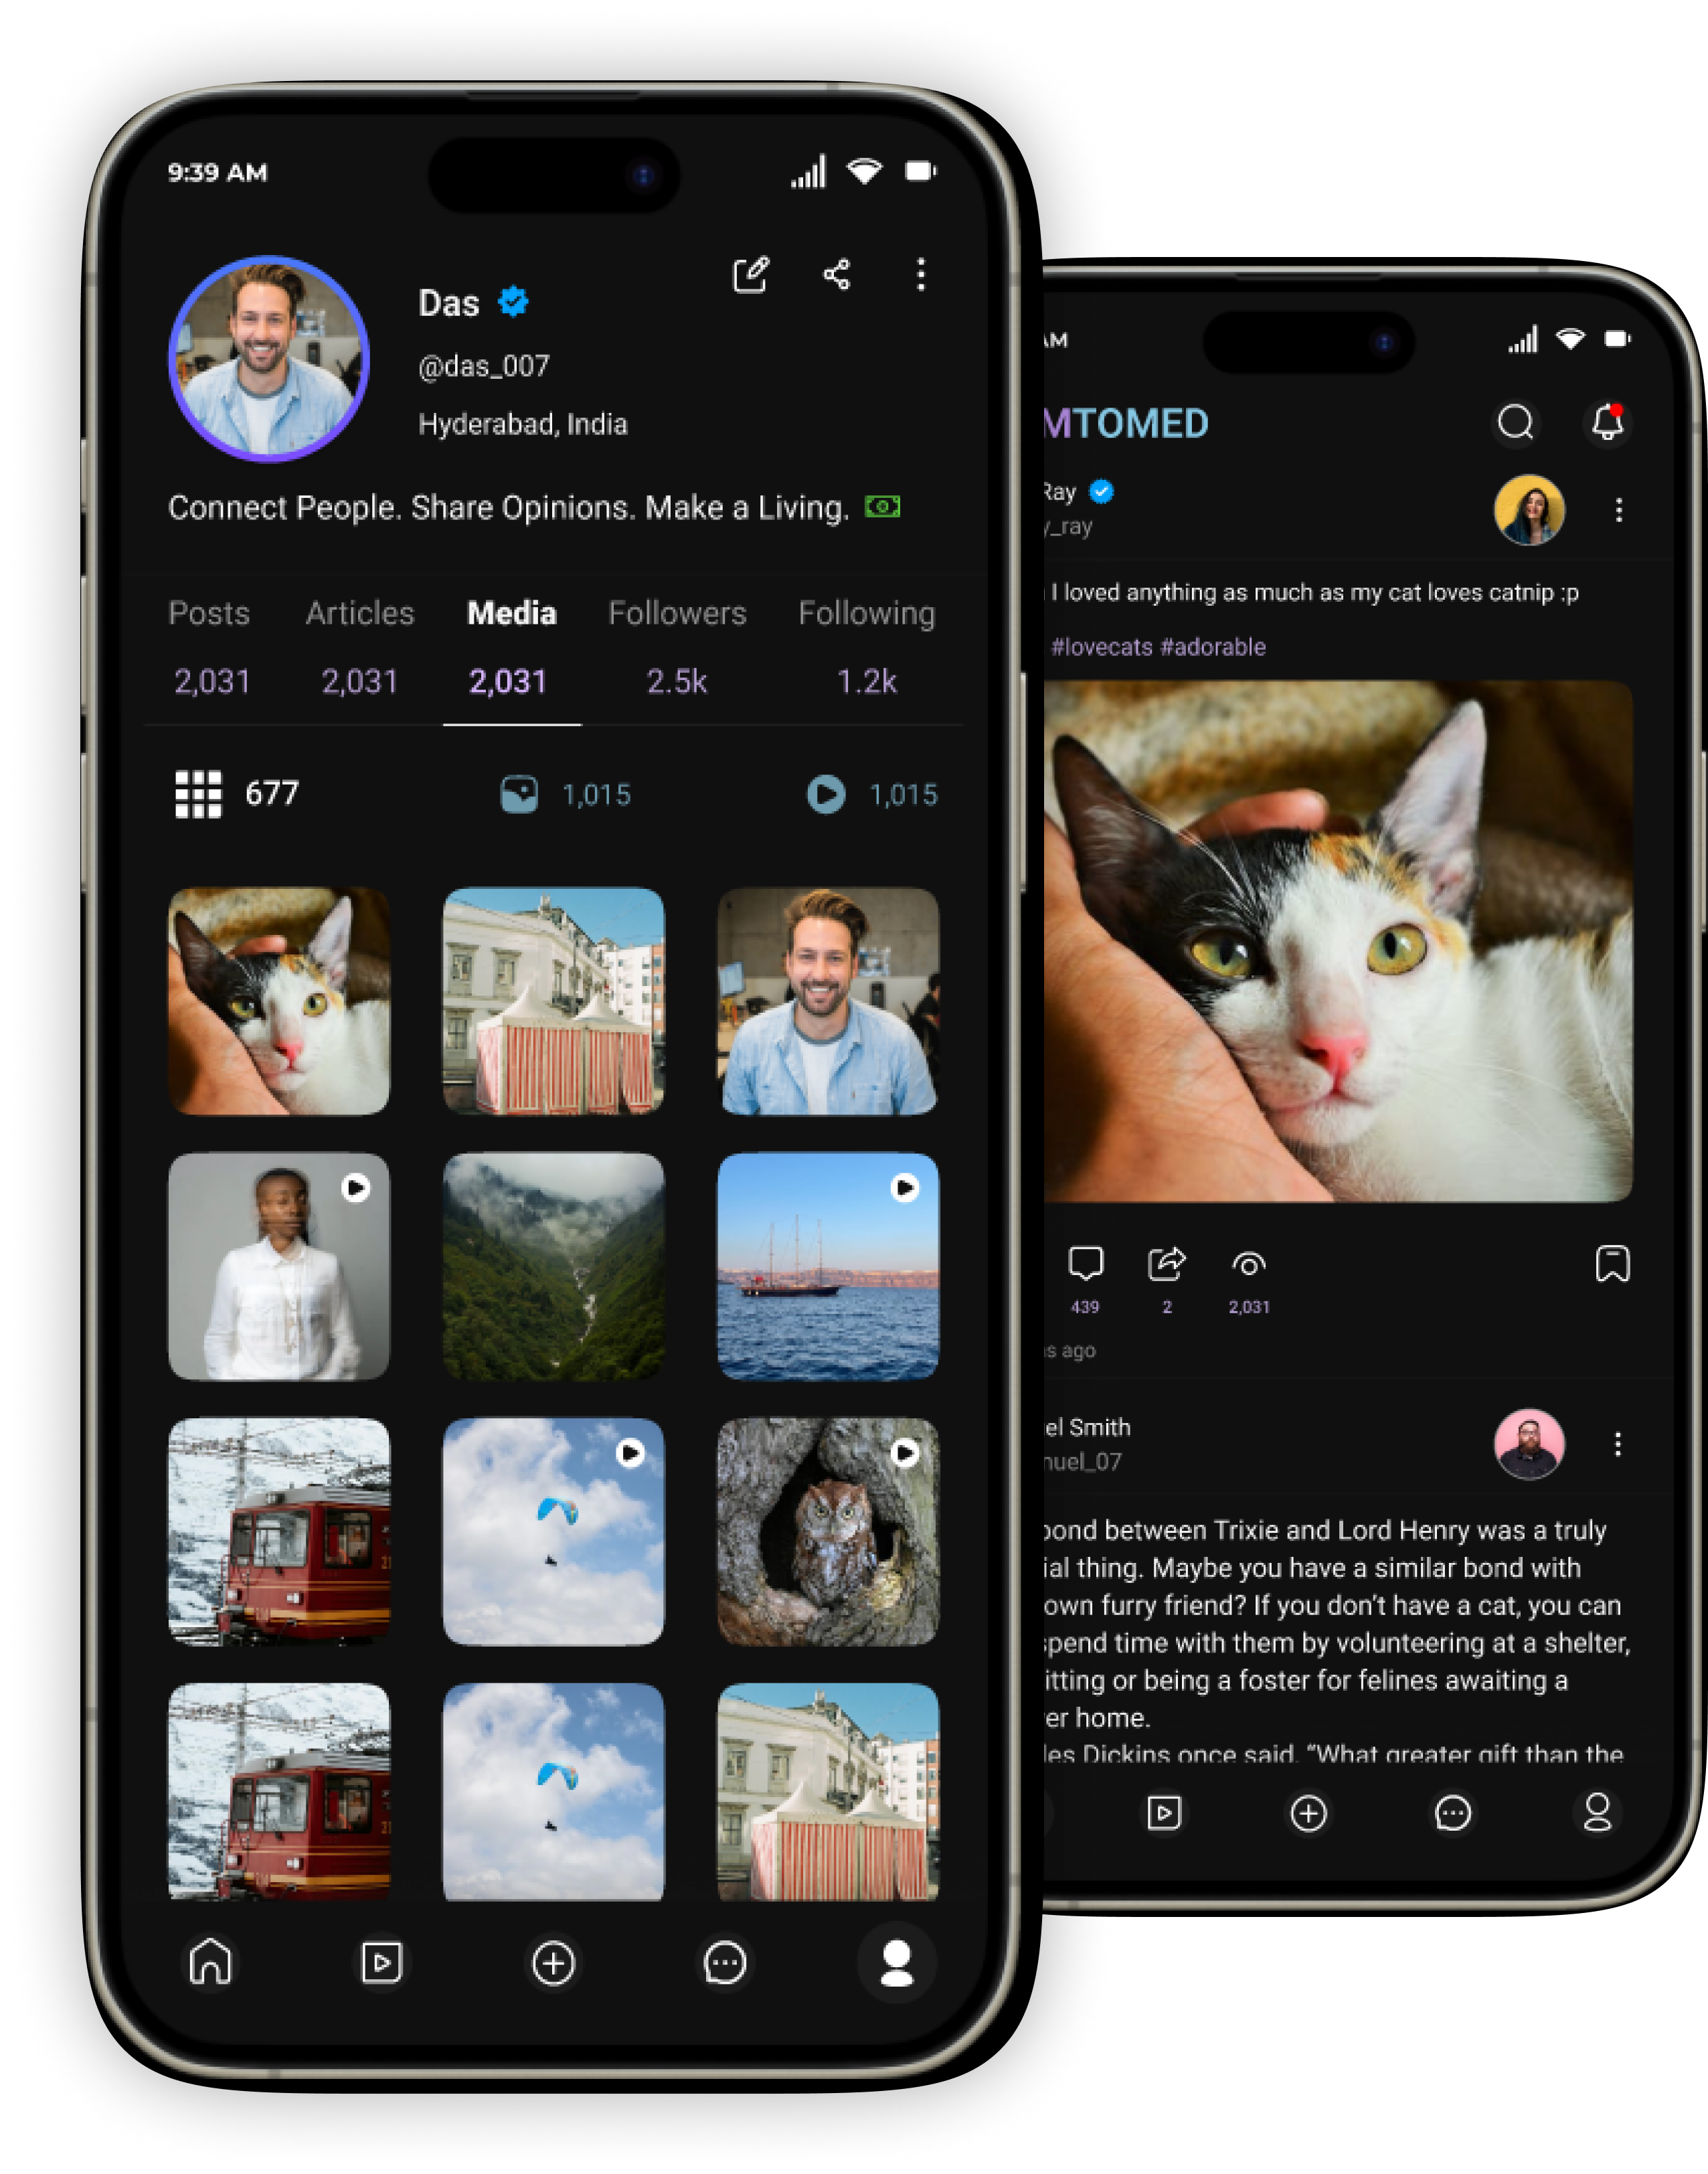 9:39 AM
Das
@das_007
Hyderabad, India
Connect People. Share Opinions. Make a Living.
Posts Articles Media Followers Following
2,031 2,031 2,031 2.5k 1.2k
677 1,015 1,015
AM
MTOMED
Ray
y_ray
I loved anything as much as my cat loves catnip :p
#lovecats #adorable
439 2 2,031
s ago
el Smith
nuel_07
bond between Trixie and Lord Henry was a truly
ial thing. Maybe you have a similar bond with
own furry friend? If you don't have a cat, you can
spend time with them by volunteering at a shelter,
itting or being a foster for felines awaiting a
er home.
les Dickins once said, “What greater gift than the